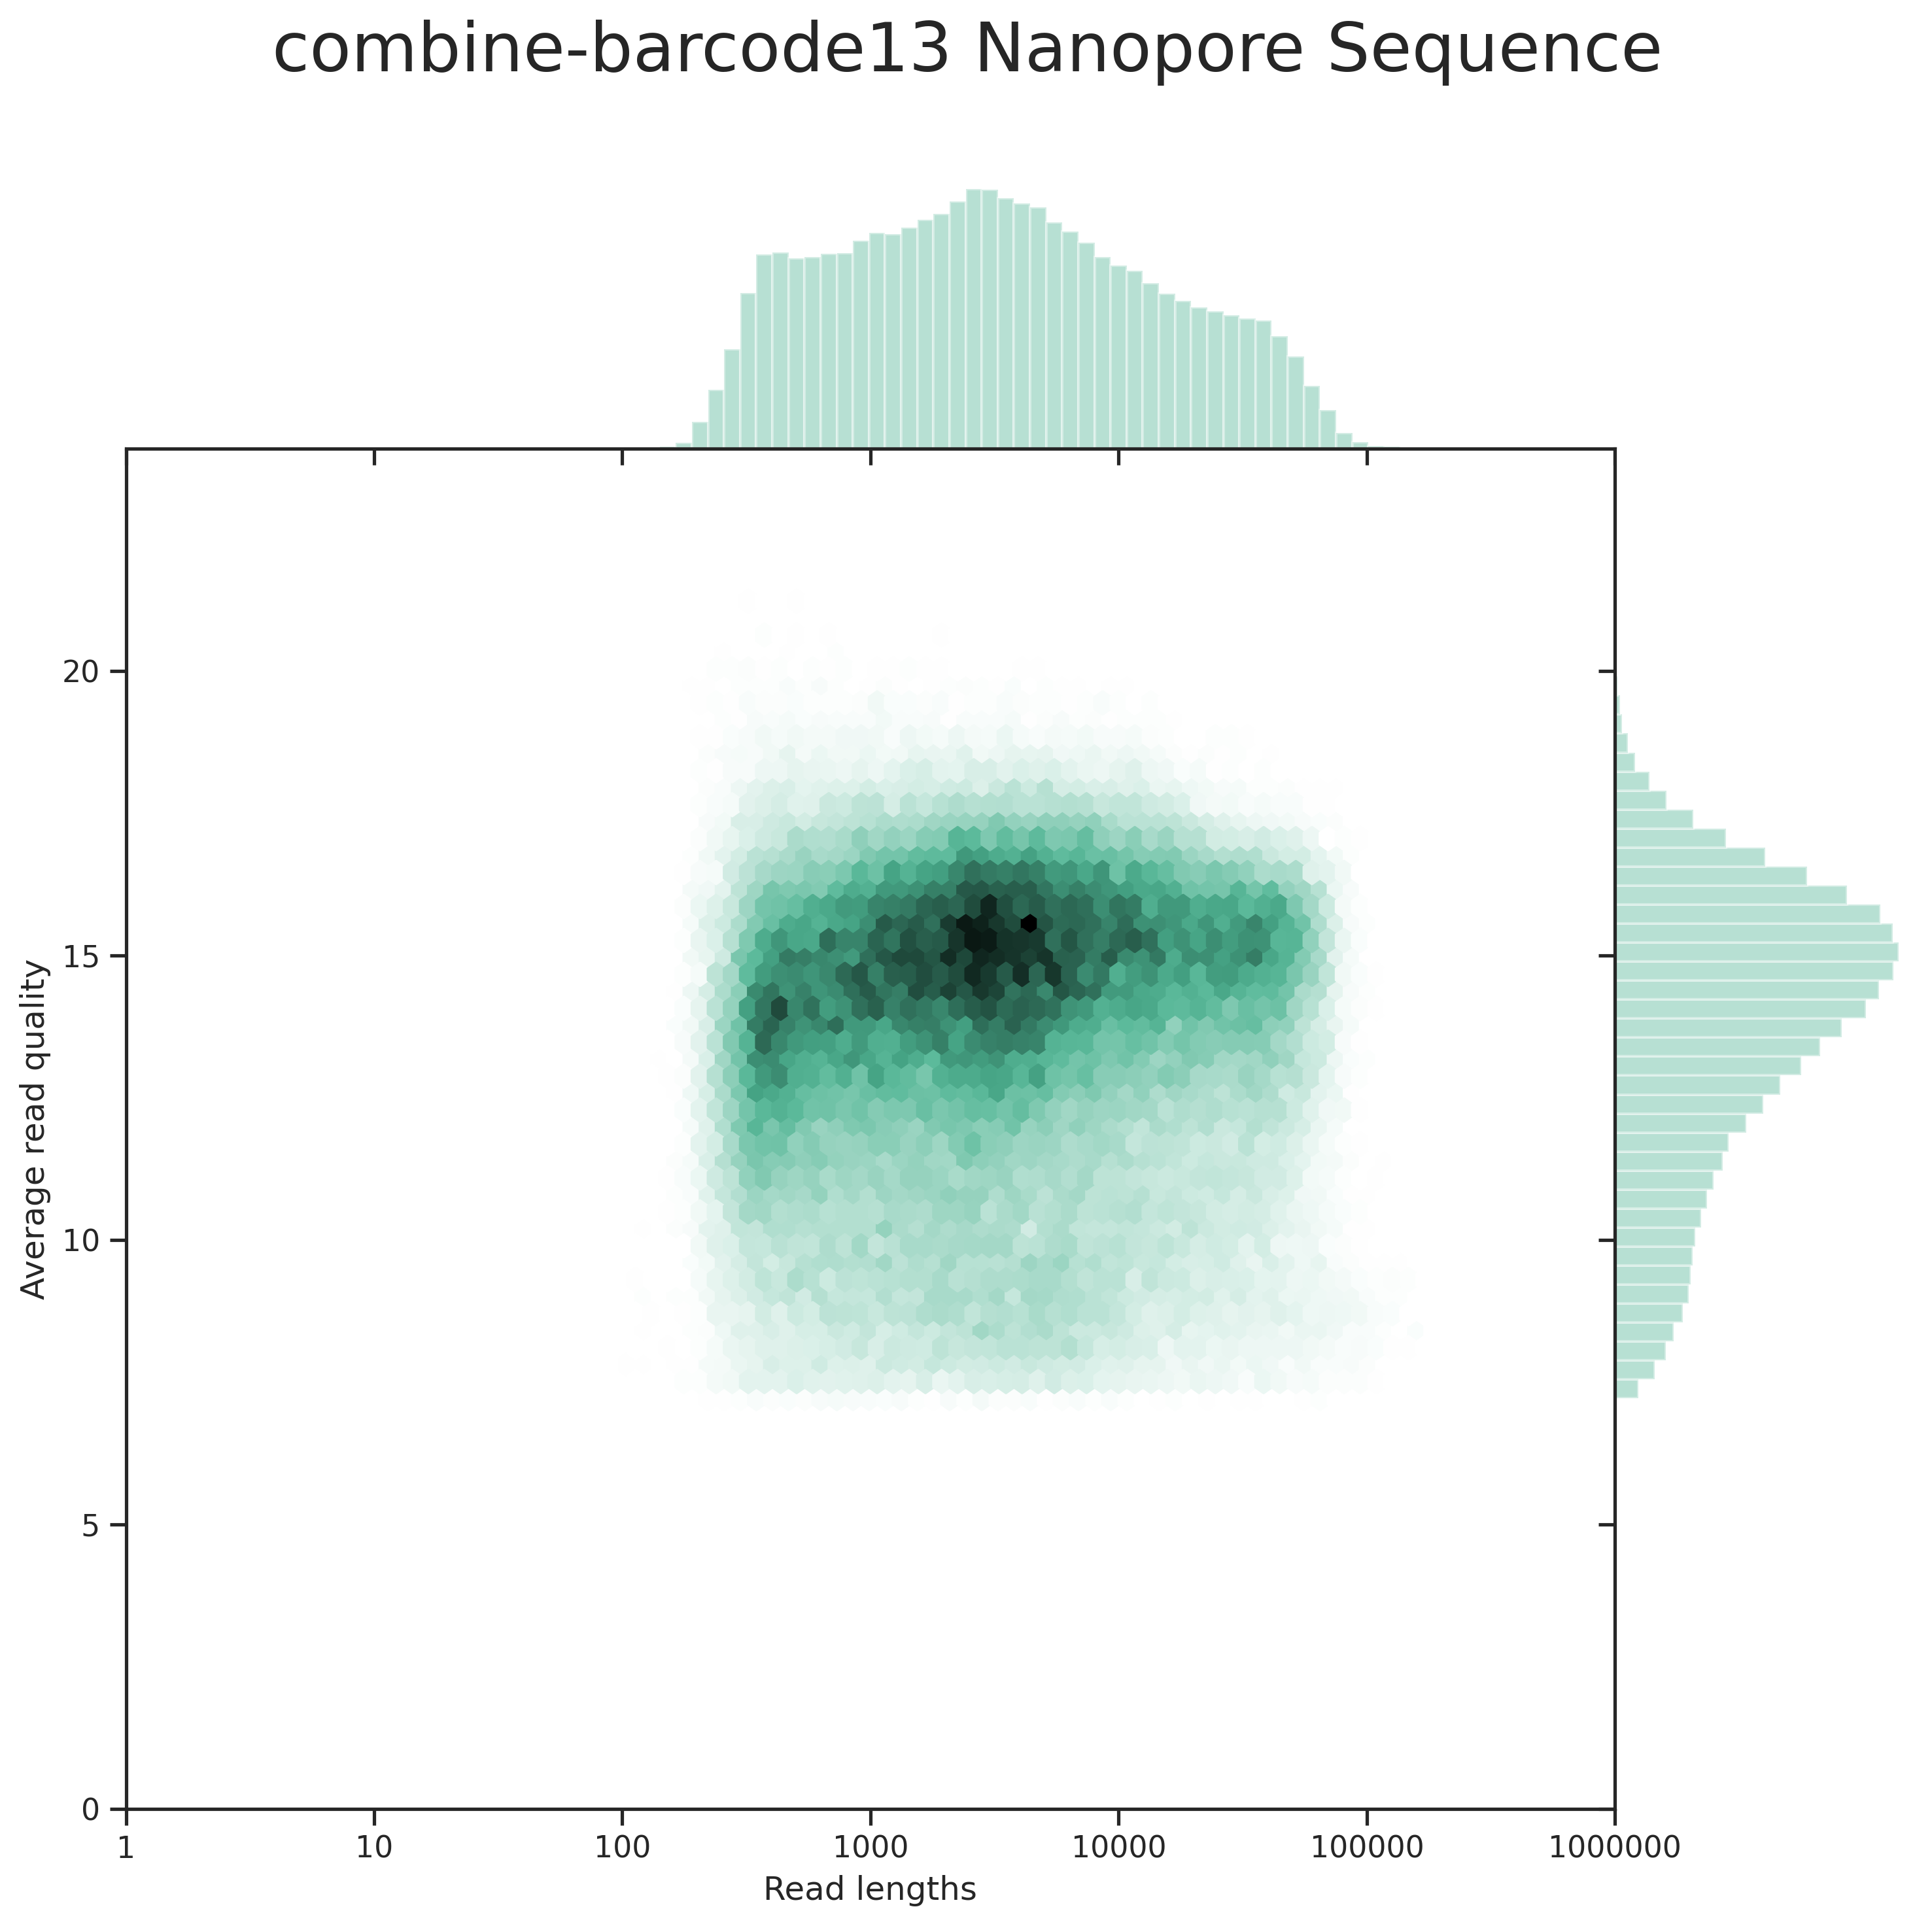 combine-barcode13 Nanopore Sequence
Average read quality
20
15
10
5
0
1 10 100 1000 10000 100000 1000000
Read lengths